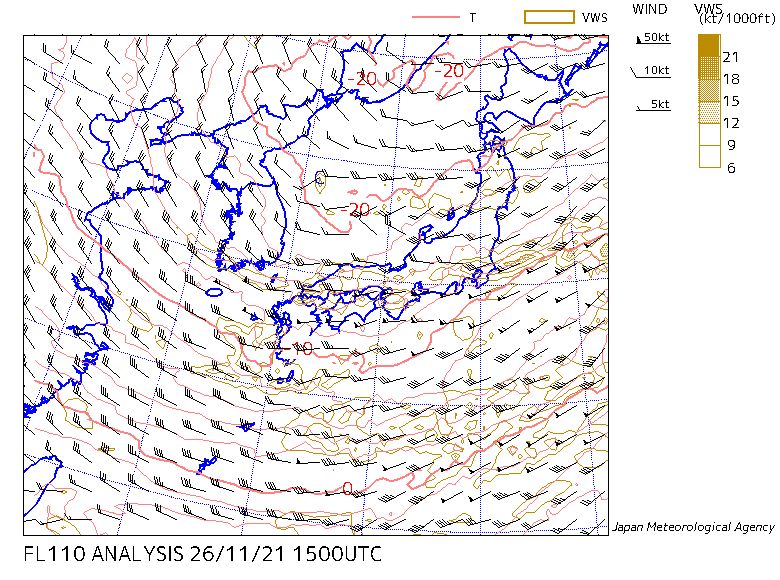 T
VWS
WIND
VWS
(kt/1000ft)
50kt
10kt
5kt
21
18
15
12
9
6
-20
-20
-20
-10
0
Japan Meteorological Agency
FL110 ANALYSIS 26/11/21 1500UTC